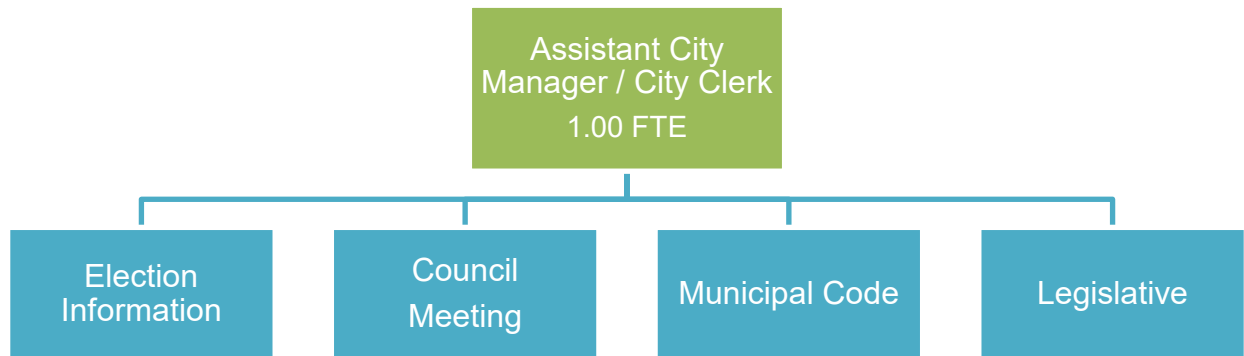 Assistant City
Manager / City Clerk
1.00 FTE
Election
Information
Council
Meeting
Municipal Code
Legislative